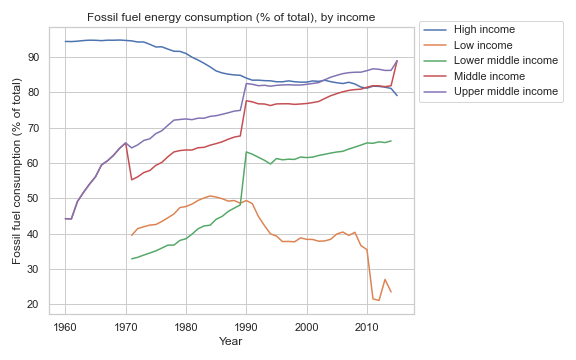 Fossil fuel energy consumption (% of total), by income
Fossil fuel consumption (% of total)
90
80
70
60
50
40
30
20
1960
1970
1980
1990
2000
2010
Year
High income
Low income
Lower middle income
Middle income
Upper middle income